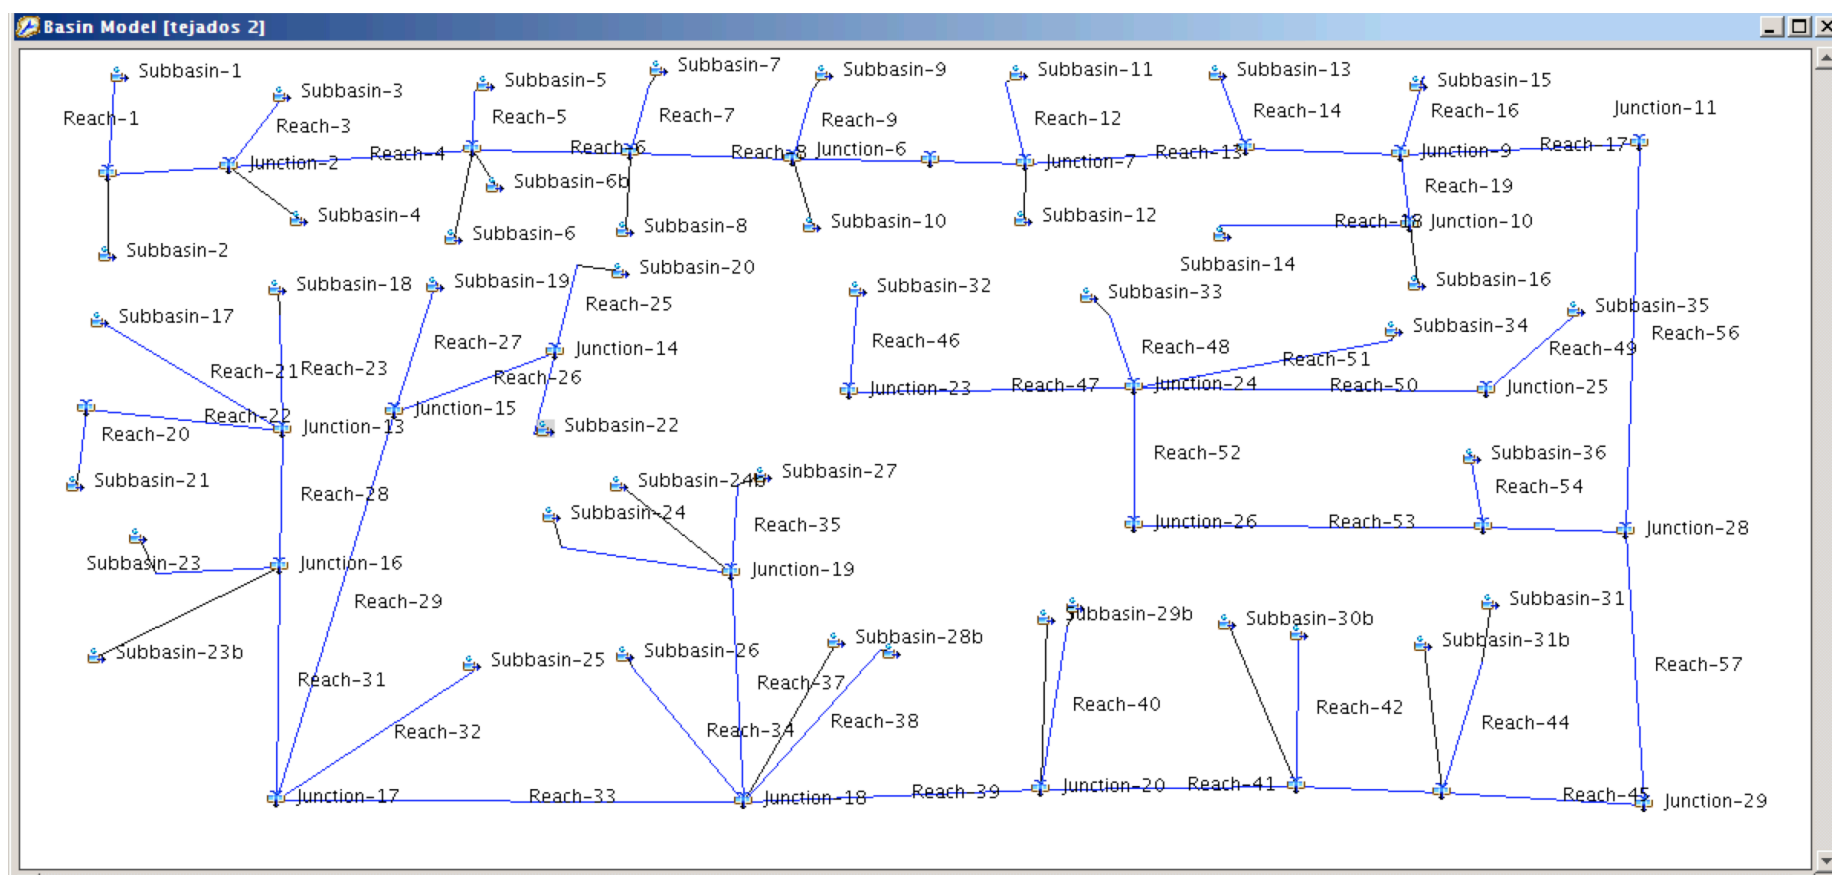 Basin Model [tejados 2]
Subbasin-1
Subbasin-3
Subbasin-5
Subbasin-7
Subbasin-9
Subbasin-11
Subbasin-13
Subbasin-15
Reach-1
Reach-3
Reach-5
Reach-7
Reach-9
Reach-12
Reach-14
Reach-16
Junction-11
Junction-2
Reach-4
Reach-6
Reach-8
Junction-6
Junction-7
Reach-13
Junction-9
Reach-17
Subbasin-6b
Reach-19
Subbasin-2
Subbasin-4
Subbasin-6
Subbasin-8
Subbasin-10
Subbasin-12
Reach-18
Junction-10
Subbasin-14
Subbasin-16
Subbasin-18
Subbasin-19
Subbasin-20
Subbasin-32
Subbasin-33
Subbasin-34
Subbasin-35
Subbasin-17
Reach-25
Reach-27
Junction-14
Reach-46
Reach-48
Reach-51
Reach-49
Reach-56
Reach-21
Reach-23
Reach-26
Junction-23
Reach-47
Junction-24
Reach-50
Junction-25
Reach-22
Junction-13
Junction-15
Subbasin-22
Reach-20
Reach-52
Subbasin-36
Subbasin-21
Reach-28
Subbasin-24b
Subbasin-27
Reach-54
Subbasin-24
Reach-35
Junction-26
Reach-53
Junction-28
Subbasin-23
Junction-16
Junction-19
Reach-29
Subbasin-29b
Subbasin-30b
Subbasin-31
Subbasin-23b
Subbasin-25
Subbasin-26
Subbasin-28b
Subbasin-31b
Reach-31
Reach-37
Reach-57
Reach-32
Reach-34
Reach-38
Reach-40
Reach-42
Reach-44
Junction-17
Reach-33
Junction-18
Reach-39
Junction-20
Reach-41
Reach-45
Junction-29